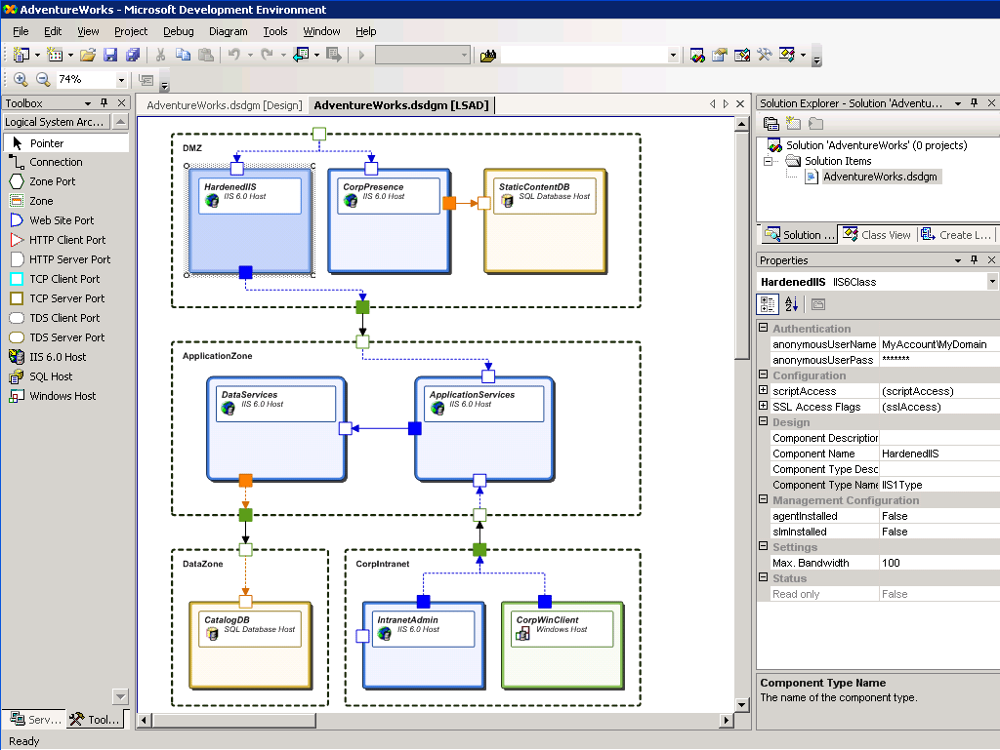 AdventureWorks - Microsoft Development Environment
File Edit View Project Debug Diagram Tools Window Help
74%
Toolbox
Logical System Arc...
Pointer
Connection
Zone Port
Zone
Web Site Port
HTTP Client Port
HTTP Server Port
TCP Client Port
TCP Server Port
TDS Client Port
TDS Server Port
IIS 6.0 Host
SQL Host
Windows Host
Serv... Tool...
AdventureWorks.dsdgm [Design] AdventureWorks.dsdgm [LSAD]
DMZ
HardenedIIS
IIS 6.0 Host
CorpPresence
IIS 6.0 Host
StaticContentDB
SQL Database Host
ApplicationZone
DataServices
IIS 6.0 Host
ApplicationServices
IIS 6.0 Host
DataZone
CatalogDB
SQL Database Host
CorpIntranet
IntranetAdmin
IIS 6.0 Host
CorpWinClient
Windows Host
Solution Explorer - Solution 'Adventu...
Solution 'AdventureWorks' (0 projects)
Solution Items
AdventureWorks.dsdgm
Solution ... Class View Create L...
Properties
HardenedIIS IIS6Class
Authentication
anonymousUserName MyAccount\MyDomain
anonymousUserPass *******
Configuration
scriptAccess (scriptAccess)
SSL Access Flags (sslAccess)
Design
Component Description
Component Name HardenedIIS
Component Type Desc
Component Type Name IIS1Type
Management Configuration
agentInstalled False
slmInstalled False
Settings
Max. Bandwidth 100
Status
Read only False
Component Type Name
The name of the component type.
Ready